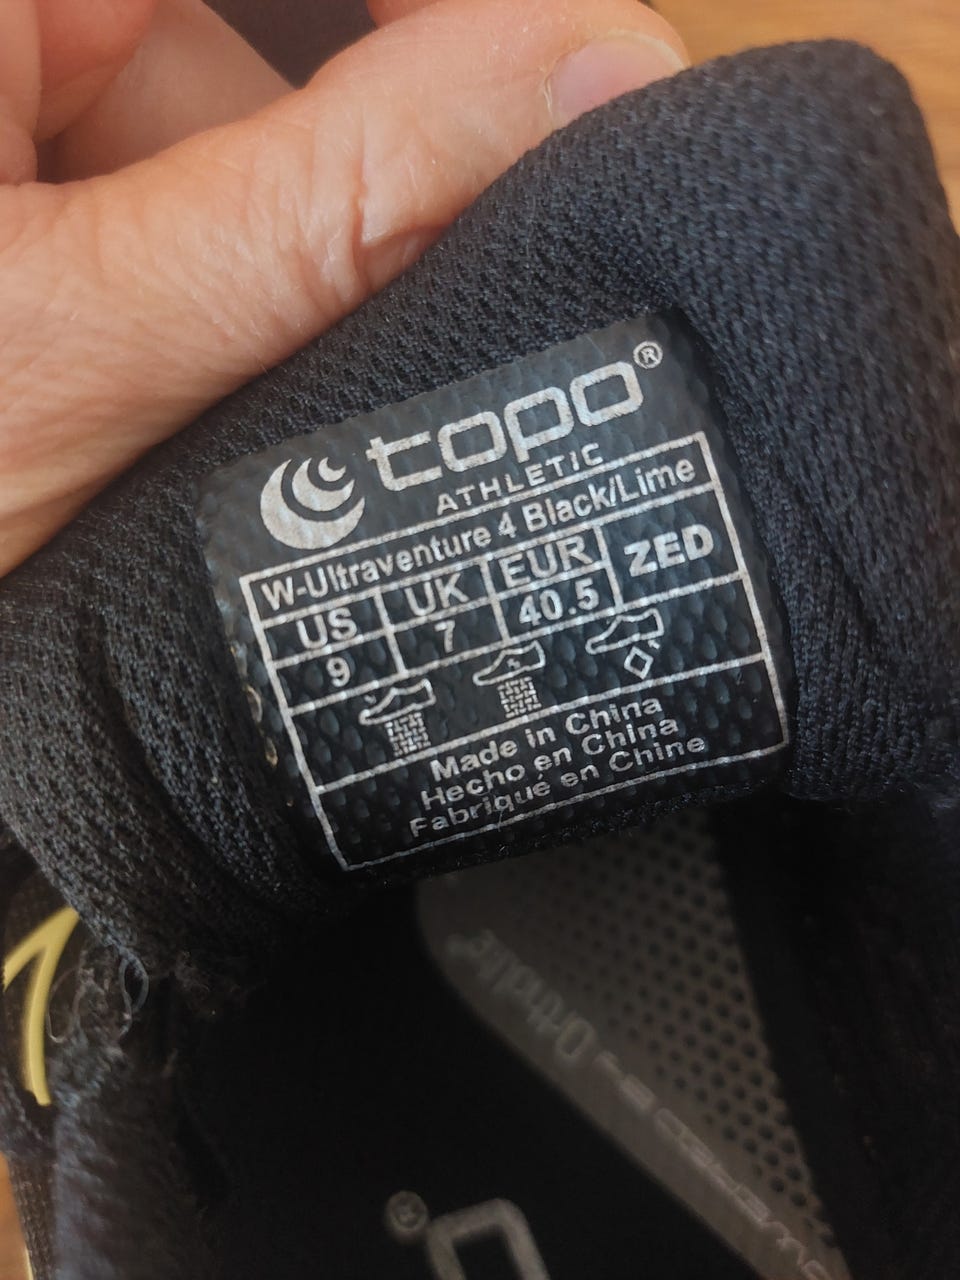 topo®
ATHLETIC
W-Ultraventure 4 Black/Lime
US UK EUR ZED
9 7 40.5
Made in China
Hecho en China
Fabriqué en Chine
Ortholite